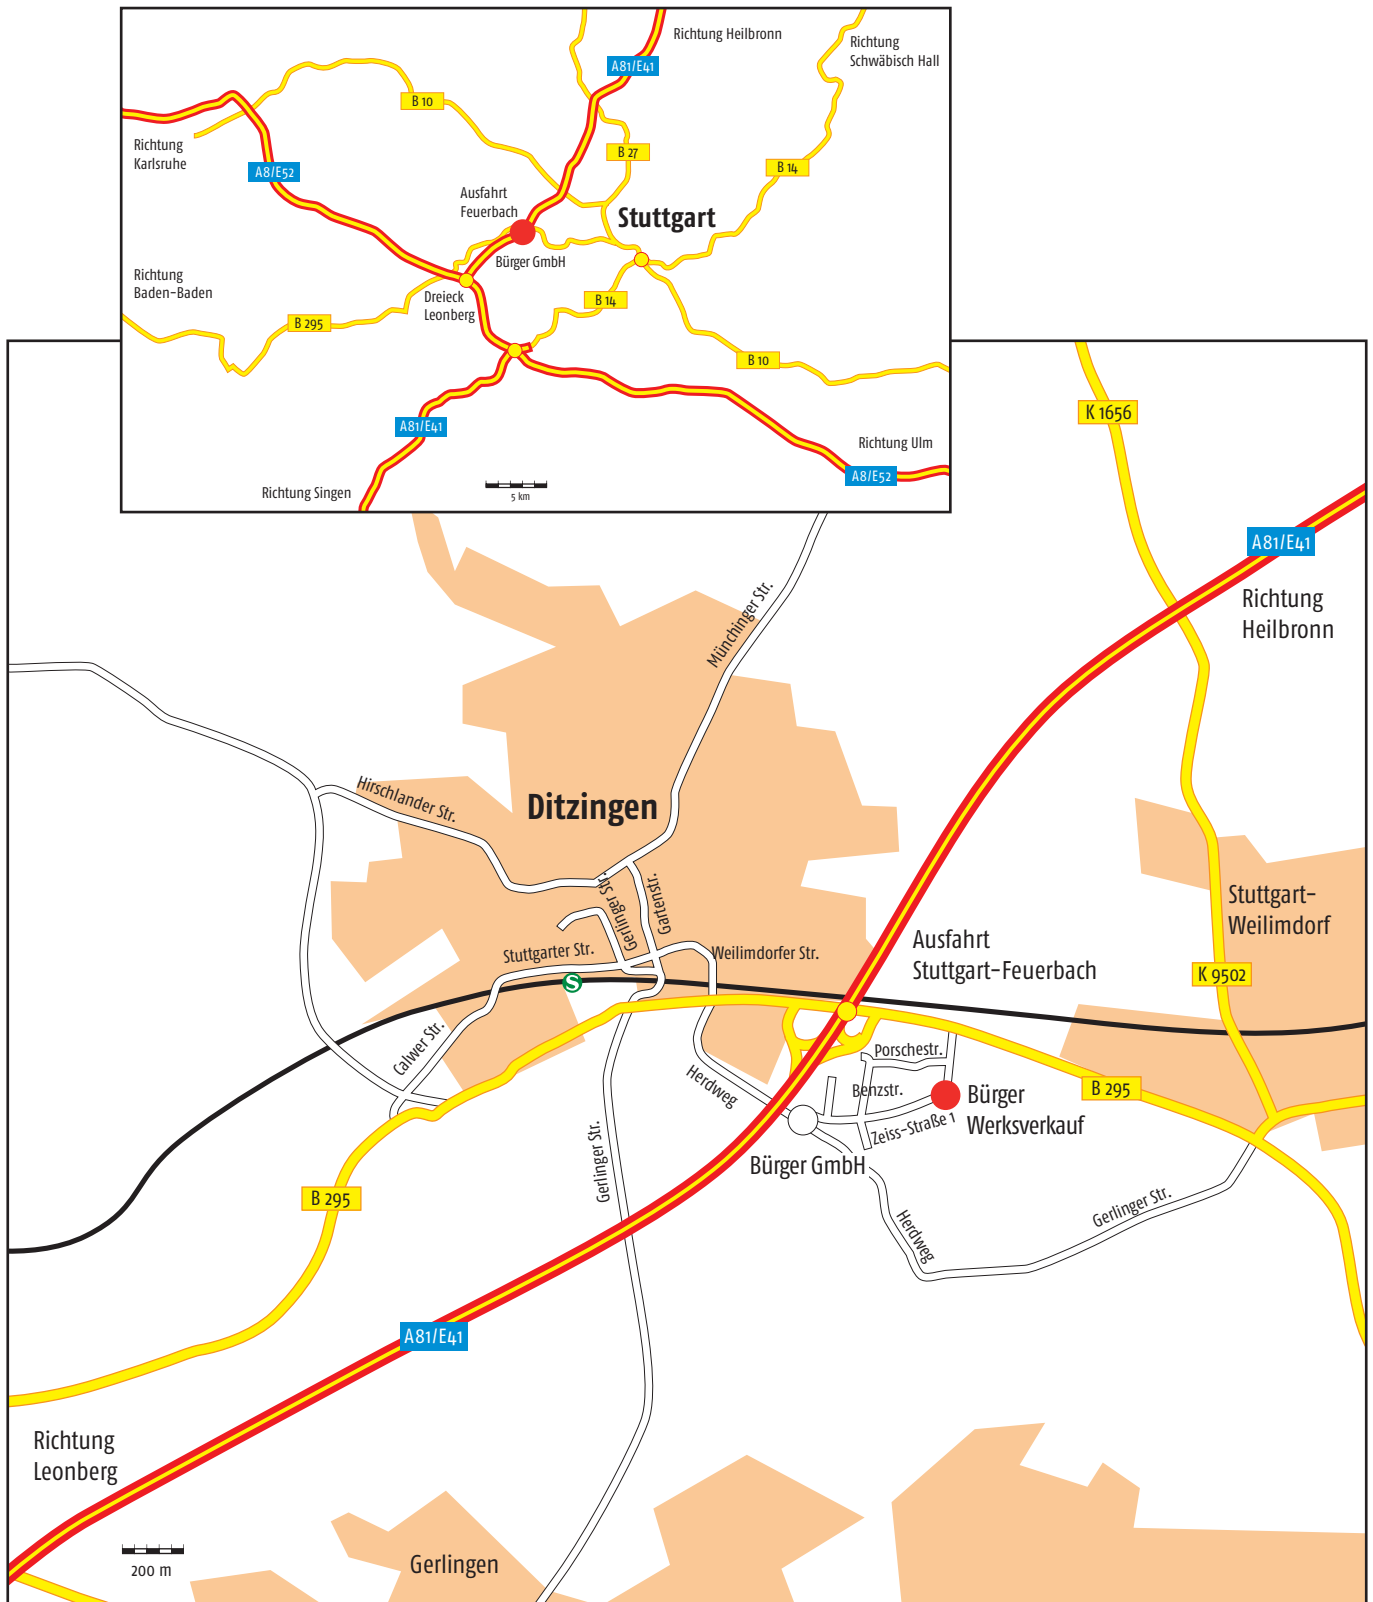 Richtung Heilbronn
A81/E41
Richtung
Schwäbisch Hall
B 10
Richtung
Karlsruhe
A8/E52
B 27
B 14
Ausfahrt
Feuerbach
Stuttgart
Bürger GmbH
Richtung
Baden-Baden
Dreieck
Leonberg
B 14
B 295
B 10
A81/E41
Richtung Ulm
A8/E52
Richtung Singen
5 km
K 1656
A81/E41
Richtung
Heilbronn
Münchinger Str.
Hirschlander Str.
Ditzingen
Gerlinger Str.
Gartenstr.
Stuttgart-
Weilimdorf
Stuttgarter Str.
Weilimdorfer Str.
Ausfahrt
Stuttgart-Feuerbach
K 9502
S
Calwer Str.
Porschestr.
Herdweg
Benzstr.
B 295
Bürger
Werksverkauf
Zeiss-Straße 1
Gerlinger Str.
Bürger GmbH
B 295
Herdweg
Gerlinger Str.
A81/E41
Richtung
Leonberg
200 m
Gerlingen